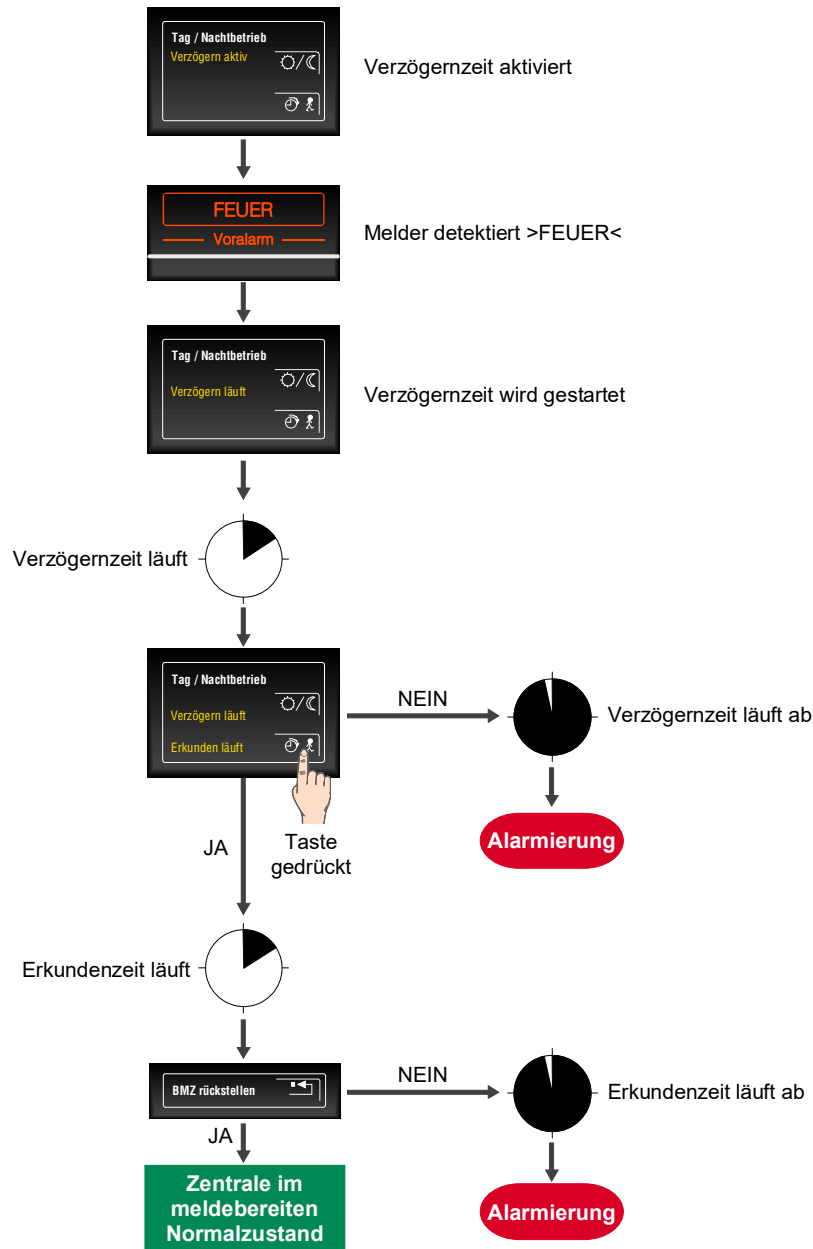 Tag / Nachtbetrieb
Verzögern aktiv
Verzögernzeit aktiviert
FEUER
Voralarm
Melder detektiert >FEUER<
Tag / Nachtbetrieb
Verzögern läuft
Verzögernzeit wird gestartet
Verzögernzeit läuft
Tag / Nachtbetrieb
Verzögern läuft
Erkunden läuft
NEIN
Verzögernzeit läuft ab
Alarmierung
JA
Taste
gedrückt
Erkundenzeit läuft
BMZ rückstellen
NEIN
Erkundenzeit läuft ab
JA
Zentrale im
meldebereiten
Normalzustand
Alarmierung